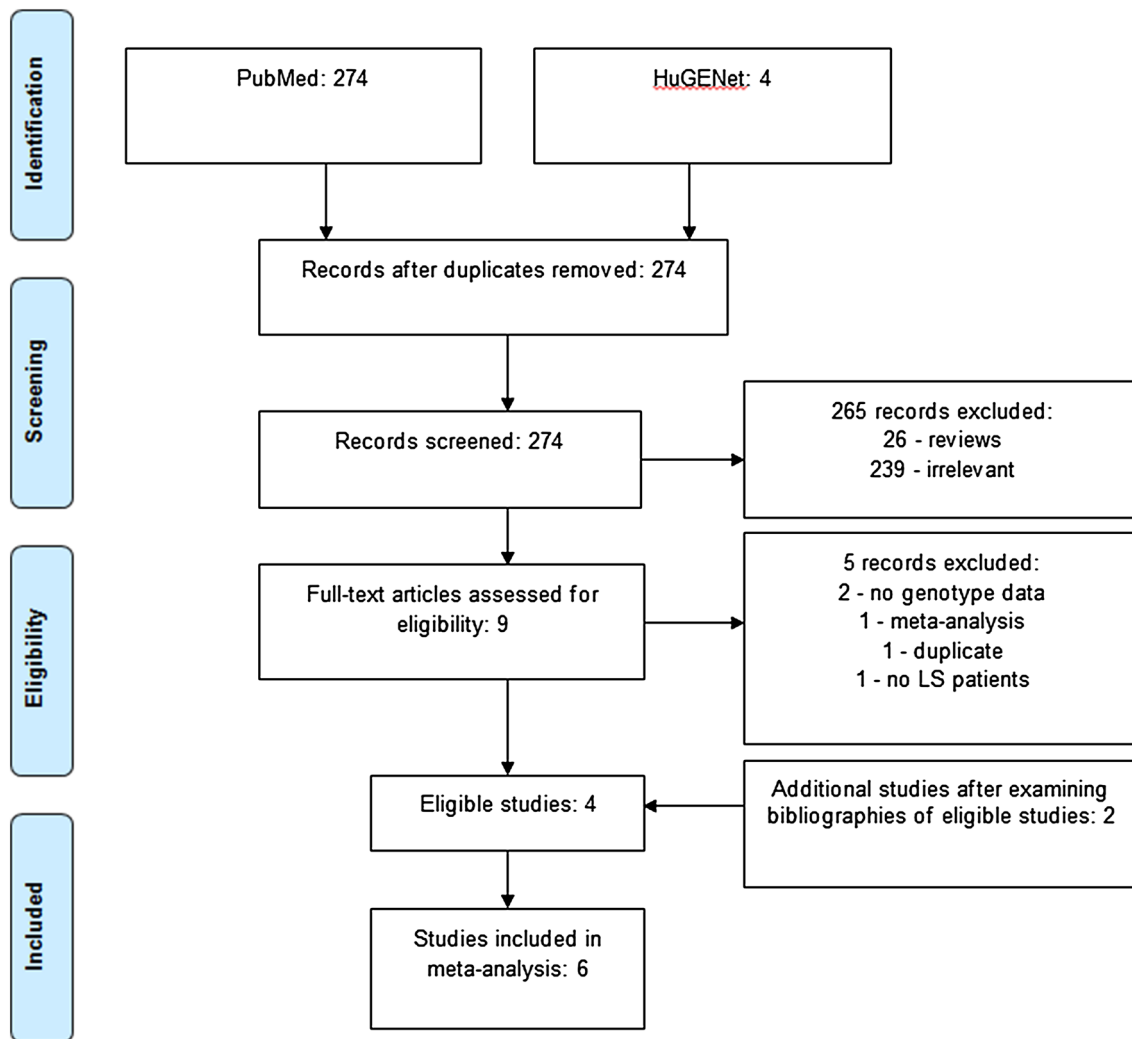 Identification
PubMed: 274
HuGENet: 4
Records after duplicates removed: 274
Screening
Records screened: 274
265 records excluded:
26 - reviews
239 - irrelevant
Eligibility
Full-text articles assessed for
eligibility: 9
5 records excluded:
2 - no genotype data
1 - meta-analysis
1 - duplicate
1 - no LS patients
Eligible studies: 4
Additional studies after examining
bibliographies of eligible studies: 2
Included
Studies included in
meta-analysis: 6